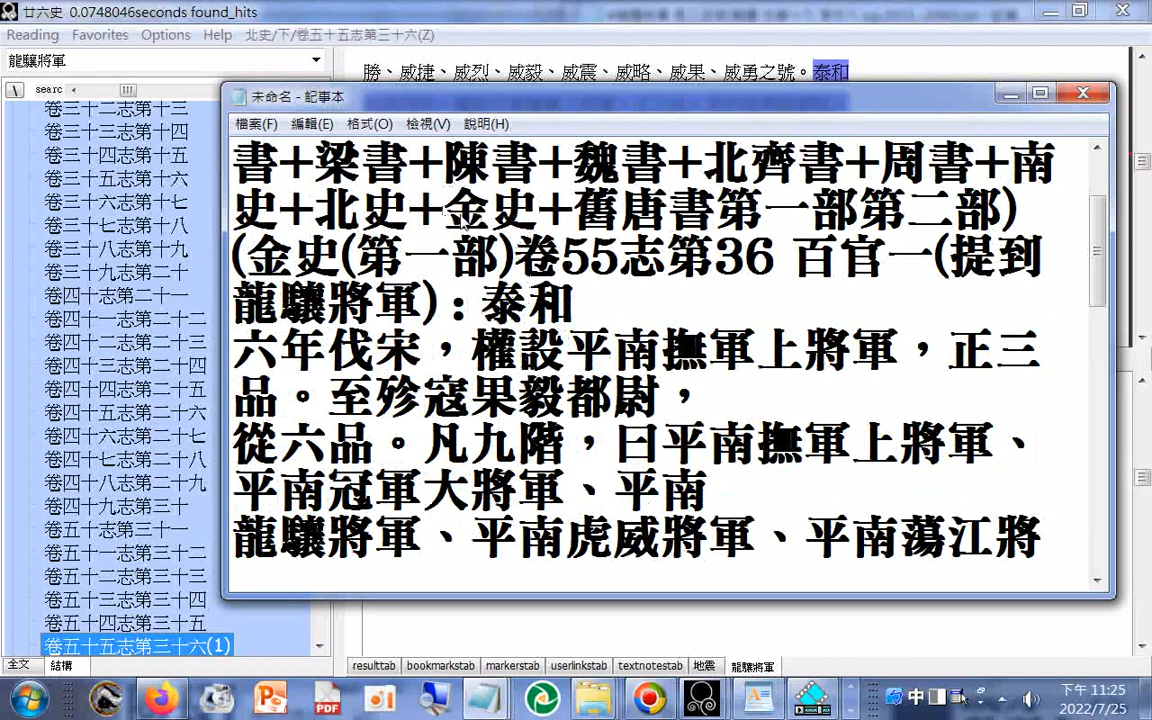 廿六史 0.0748046seconds found_hits
Reading Favorites Options Help 北史/下/卷五十五志第三十六(Z)
龍驤將軍
searc
勝、威捷、威烈、威毅、威震、威略、威果、威勇之號。泰和
未命名 - 記事本
檔案(F) 編輯(E) 格式(O) 檢視(V) 說明(H)
書+梁書+陳書+魏書+北齊書+周書+南
史+北史+金史+舊唐書第一部第二部)
(金史(第一部)卷55志第36 百官一(提到
龍驤將軍):泰和
六年伐宋,權設平南撫軍上將軍,正三
品。至殄寇果毅都尉,
從六品。凡九階,曰平南撫軍上將軍、
平南冠軍大將軍、平南
龍驤將軍、平南虎威將軍、平南蕩江將
卷三十二志第十三
卷三十三志第十四
卷三十四志第十五
卷三十五志第十六
卷三十六志第十七
卷三十七志第十八
卷三十八志第十九
卷三十九志第二十
卷四十志第二十一
卷四十一志第二十二
卷四十二志第二十三
卷四十三志第二十四
卷四十四志第二十五
卷四十五志第二十六
卷四十六志第二十七
卷四十七志第二十八
卷四十八志第二十九
卷四十九志第三十
卷五十志第三十一
卷五十一志第三十二
卷五十二志第三十三
卷五十三志第三十四
卷五十四志第三十五
卷五十五志第三十六(1)
全文 結構
resulttab bookmarkstab markerstab userlinkstab textnotestab 地震 龍驤將軍
中
下午 11:25
2022/7/25